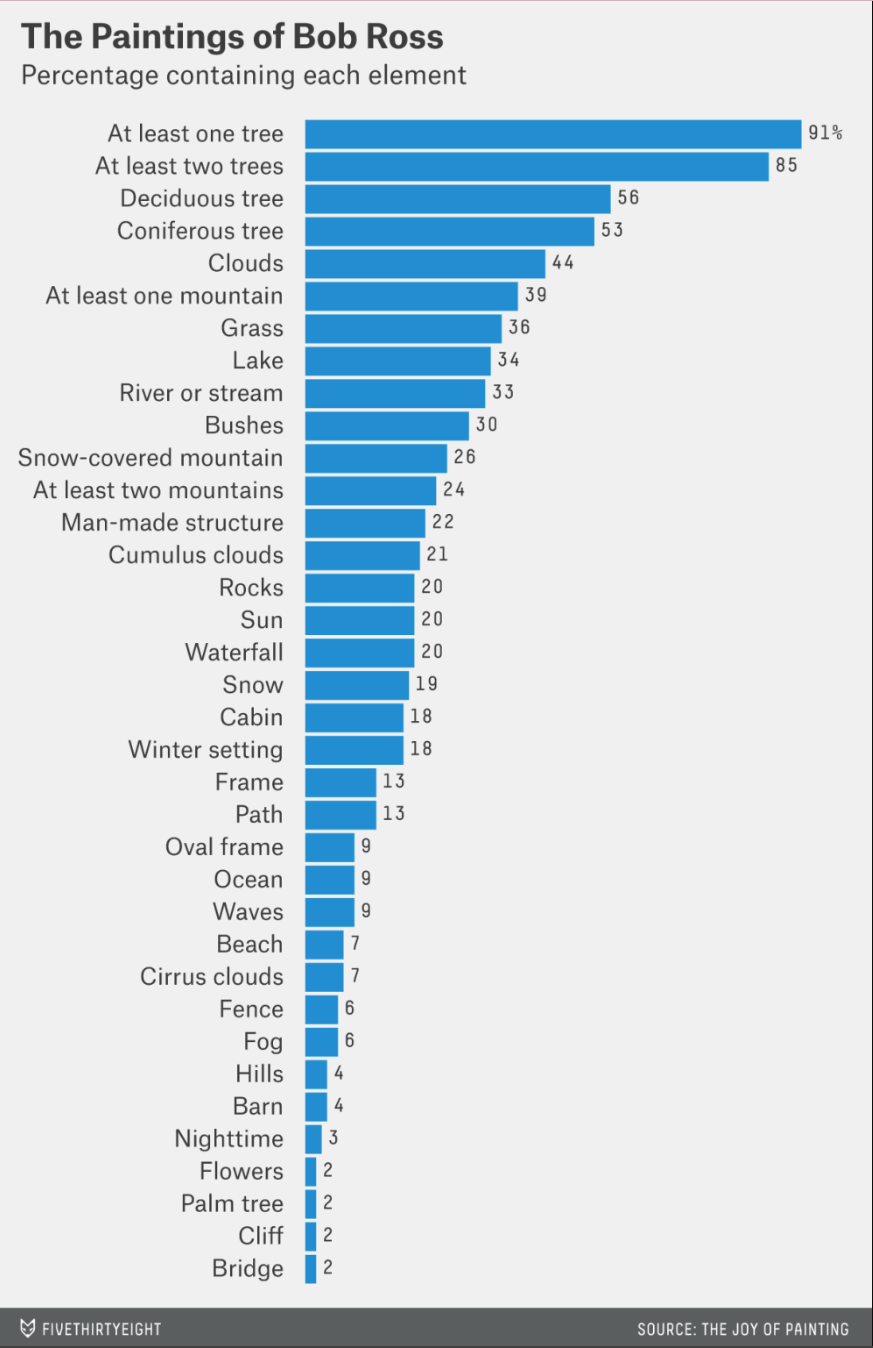 The Paintings of Bob Ross
Percentage containing each element
At least one tree 91%
At least two trees 85
Deciduous tree 56
Coniferous tree 53
Clouds 44
At least one mountain 39
Grass 36
Lake 34
River or stream 33
Bushes 30
Snow-covered mountain 26
At least two mountains 24
Man-made structure 22
Cumulus clouds 21
Rocks 20
Sun 20
Waterfall 20
Snow 19
Cabin 18
Winter setting 18
Frame 13
Path 13
Oval frame 9
Ocean 9
Waves 9
Beach 7
Cirrus clouds 7
Fence 6
Fog 6
Hills 4
Barn 4
Nighttime 3
Flowers 2
Palm tree 2
Cliff 2
Bridge 2
FIVETHIRTYEIGHT SOURCE: THE JOY OF PAINTING